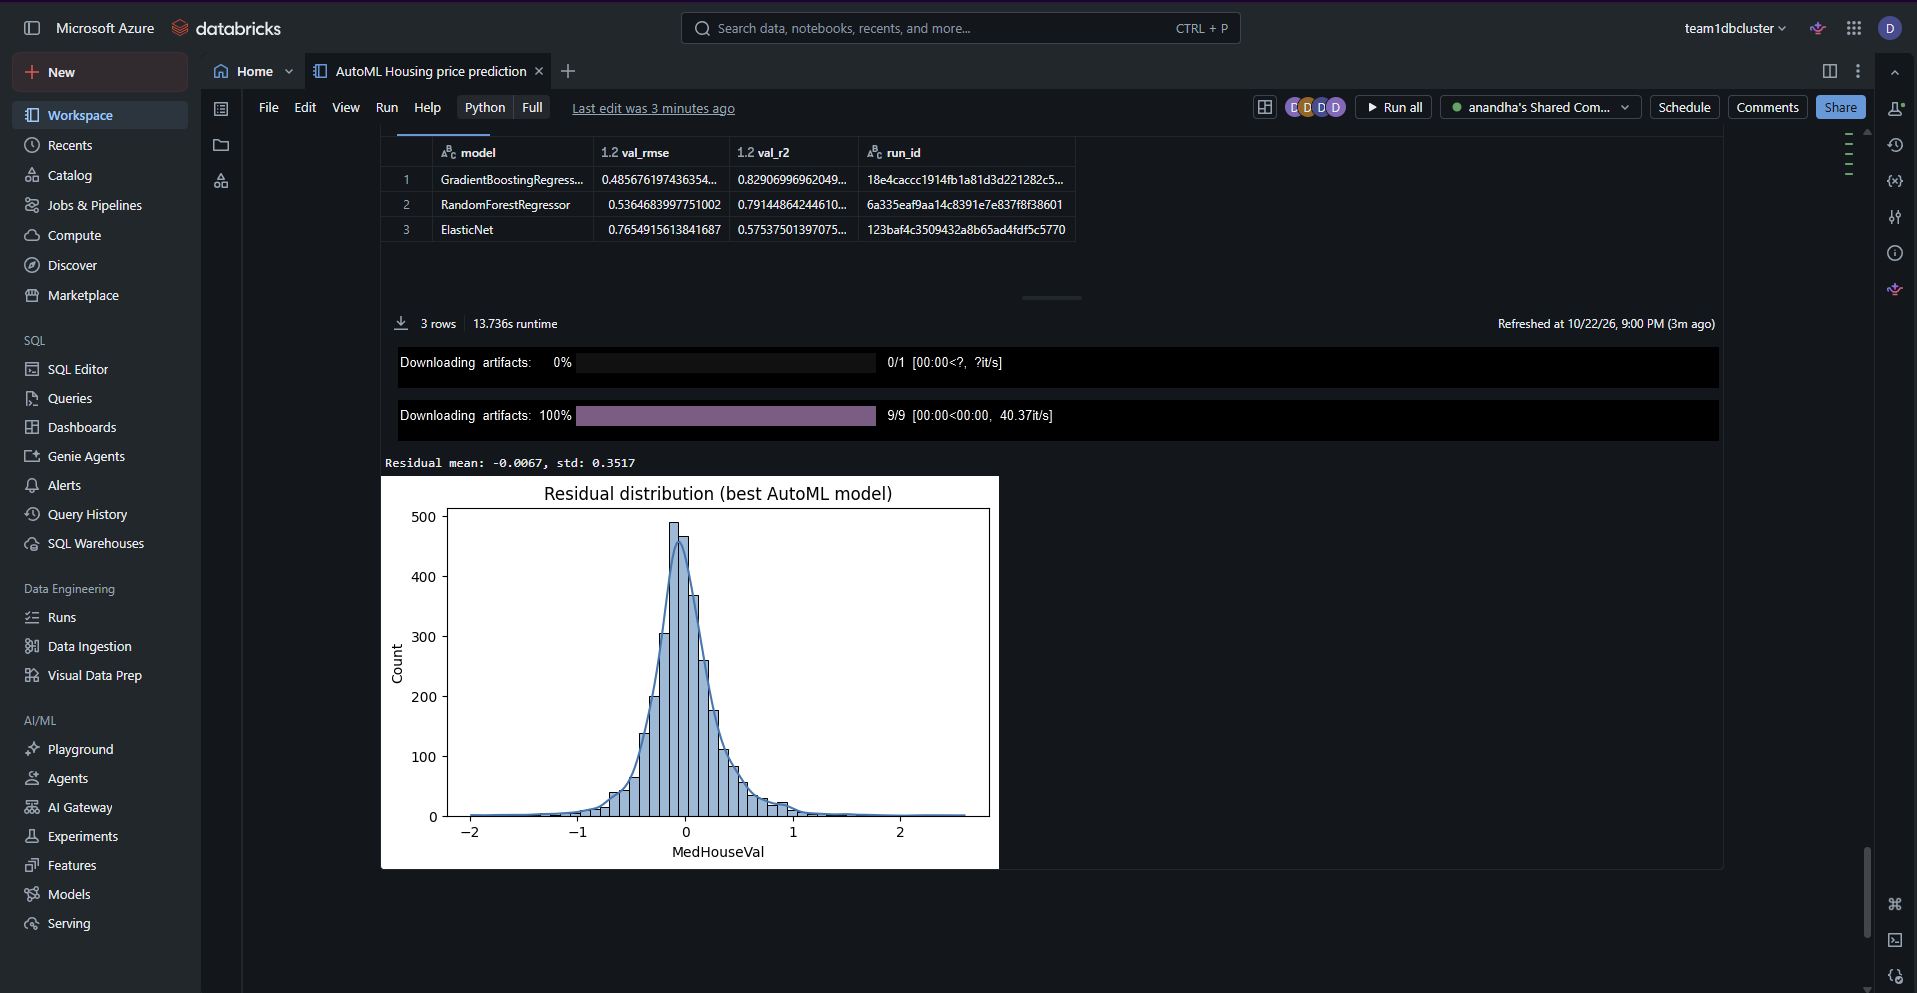 Microsoft Azure databricks
Search data, notebooks, recents, and more... CTRL + P
team1dbcluster D
New
Home AutoML Housing price prediction
Workspace
Recents
Catalog
Jobs & Pipelines
Compute
Discover
Marketplace
SQL
SQL Editor
Queries
Dashboards
Genie Agents
Alerts
Query History
SQL Warehouses
Data Engineering
Runs
Data Ingestion
Visual Data Prep
AI/ML
Playground
Agents
AI Gateway
Experiments
Features
Models
Serving
File Edit View Run Help Python Full Last edit was 3 minutes ago
D D D D Run all anandha's Shared Com... Schedule Comments Share
model 1.2 val_rmse 1.2 val_r2 run_id
1 GradientBoostingRegress... 0.485676197436354... 0.82906996962049... 18e4caccc1914fb1a81d3d221282c5...
2 RandomForestRegressor 0.5364683997751002 0.79144864244610... 6a335eaf9aa14c8391e7e837f8f38601
3 ElasticNet 0.7654915613841687 0.57537501397075... 123baf4c3509432a8b65ad4fdf5c5770
3 rows 13.736s runtime
Refreshed at 10/22/26, 9:00 PM (3m ago)
Downloading artifacts: 0% 0/1 [00:00<?, ?it/s]
Downloading artifacts: 100% 9/9 [00:00<00:00, 40.37it/s]
Residual mean: -0.0067, std: 0.3517
Residual distribution (best AutoML model)
500
400
300
200
100
0
Count
−2 −1 0 1 2
MedHouseVal